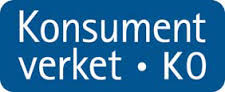 Konsument
verket • KO